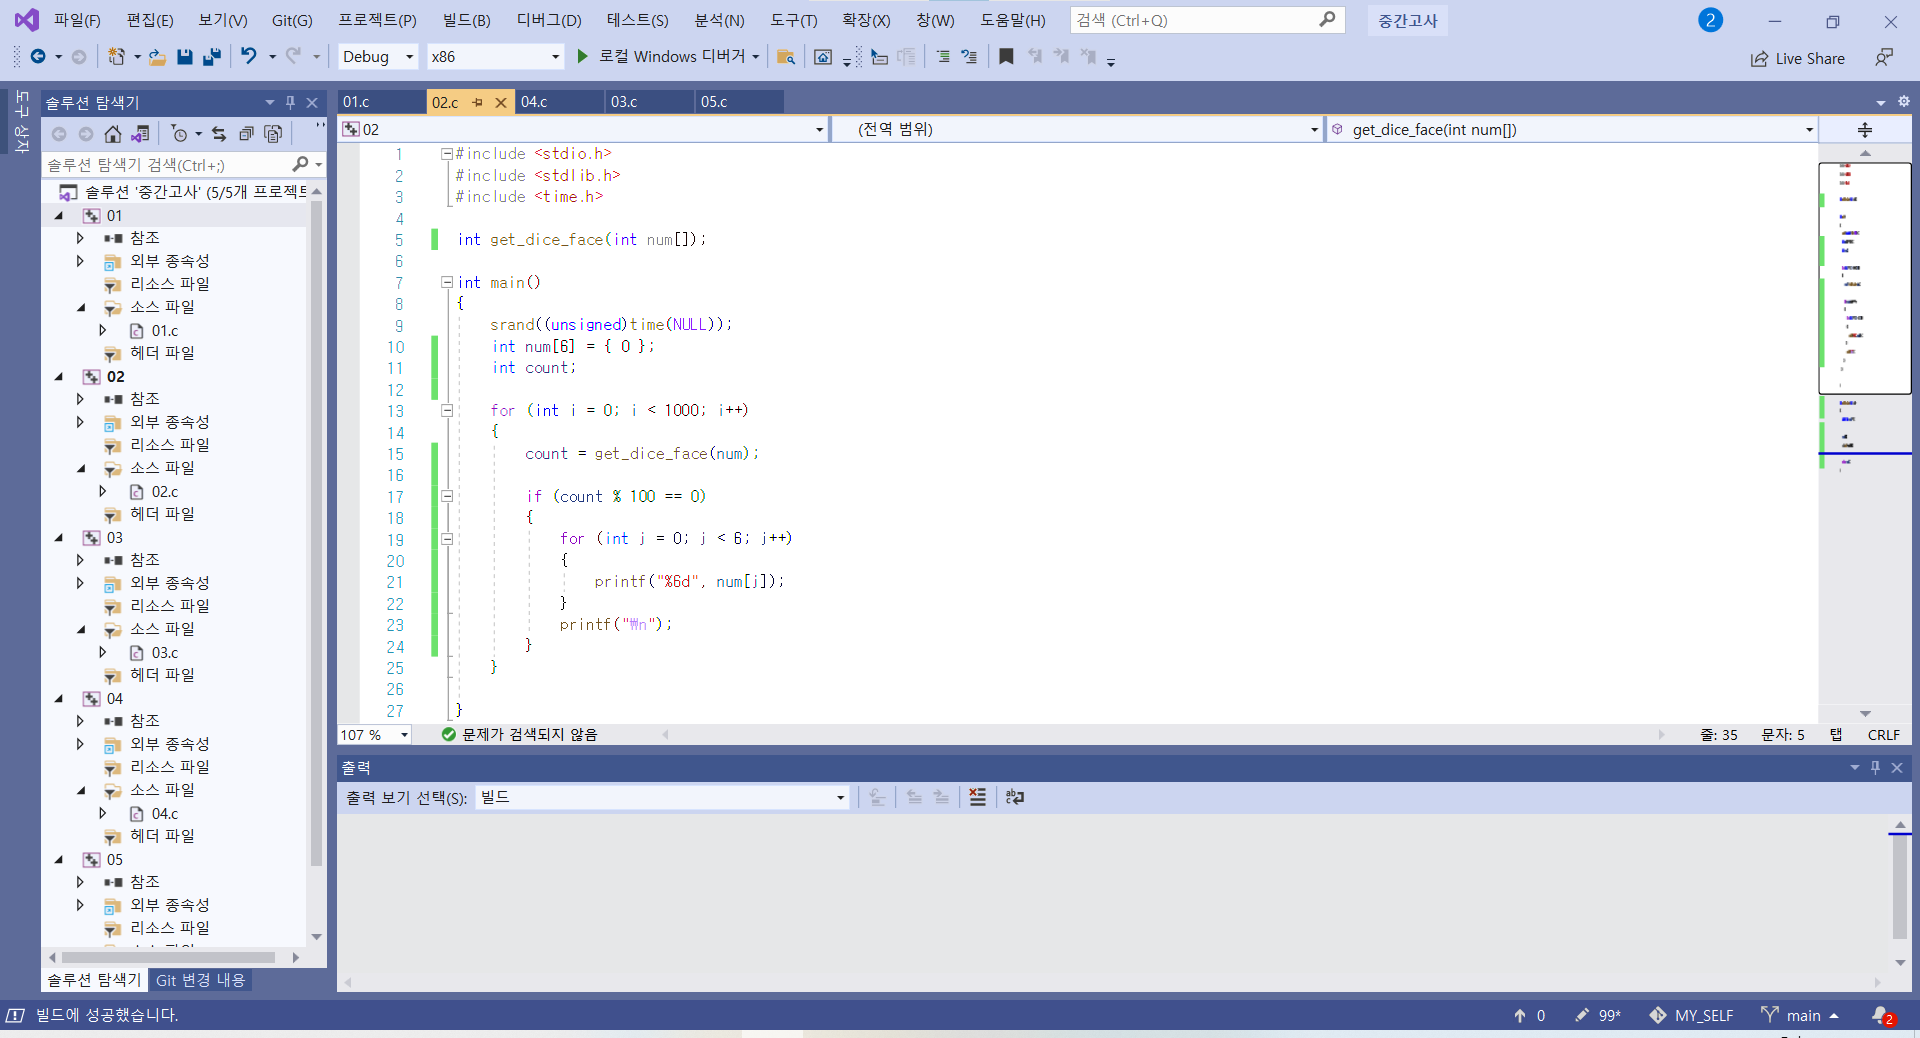 파일(F) 편집(E) 보기(V) Git(G) 프로젝트(P) 빌드(B) 디버그(D) 테스트(S) 분석(N) 도구(T) 확장(X) 창(W) 도움말(H) 검색 (Ctrl+Q) 중간고사 2
Debug x86 로컬 Windows 디버거 Live Share
도구 상자
솔루션 탐색기
솔루션 탐색기 검색(Ctrl+;)
솔루션 '중간고사' (5/5개 프로젝트
01
참조
외부 종속성
리소스 파일
소스 파일
01.c
헤더 파일
02
참조
외부 종속성
리소스 파일
소스 파일
02.c
헤더 파일
03
참조
외부 종속성
리소스 파일
소스 파일
03.c
헤더 파일
04
참조
외부 종속성
리소스 파일
소스 파일
04.c
헤더 파일
05
참조
외부 종속성
리소스 파일
솔루션 탐색기 Git 변경 내용
01.c 02.c 04.c 03.c 05.c
02 (전역 범위) get_dice_face(int num[])
1 #include <stdio.h>
2 #include <stdlib.h>
3 #include <time.h>
4
5 int get_dice_face(int num[]);
6
7 int main()
8 {
9 srand((unsigned)time(NULL));
10 int num[6] = { 0 };
11 int count;
12
13 for (int i = 0; i < 1000; i++)
14 {
15 count = get_dice_face(num);
16
17 if (count % 100 == 0)
18 {
19 for (int j = 0; j < 6; j++)
20 {
21 printf("%6d", num[j]);
22 }
23 printf("₩n");
24 }
25 }
26
27 }
107 % 문제가 검색되지 않음 줄: 35 문자: 5 탭 CRLF
출력
출력 보기 선택(S): 빌드
빌드에 성공했습니다. 0 99* MY_SELF main 2